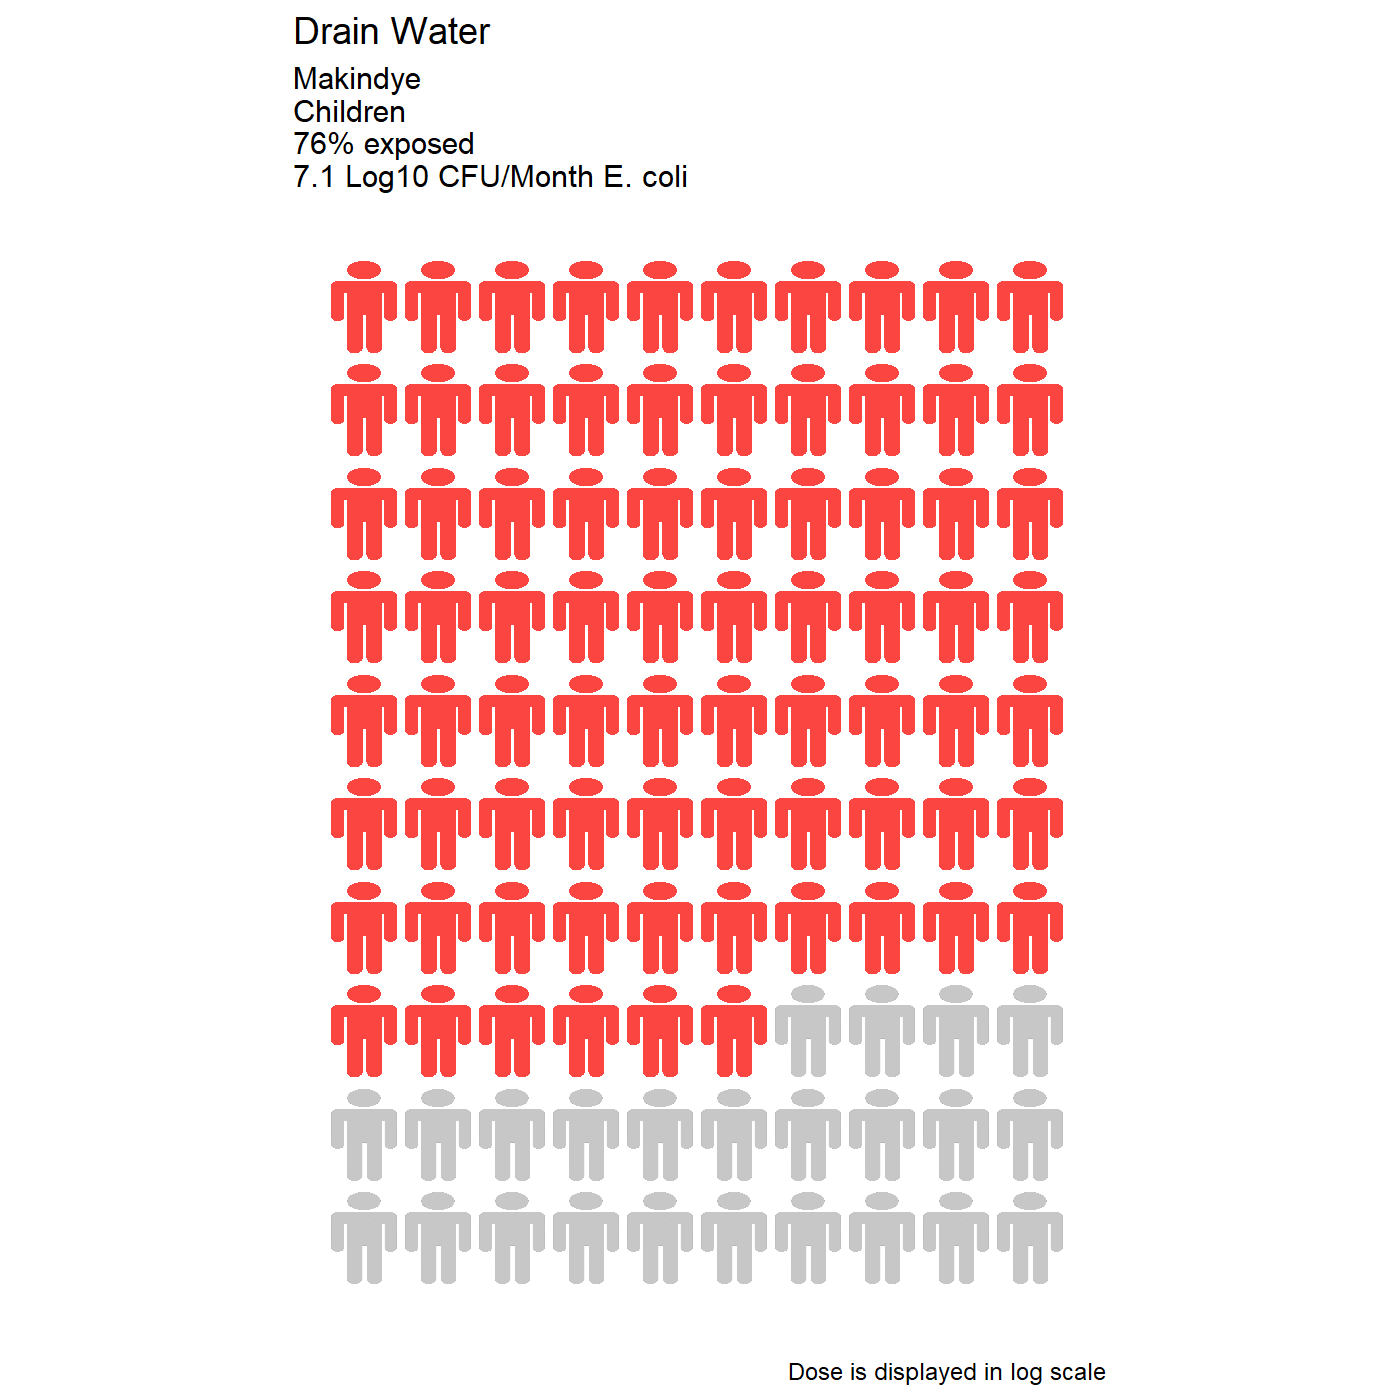 Drain Water
Makindye
Children
76% exposed
7.1 Log10 CFU/Month E. coli
Dose is displayed in log scale